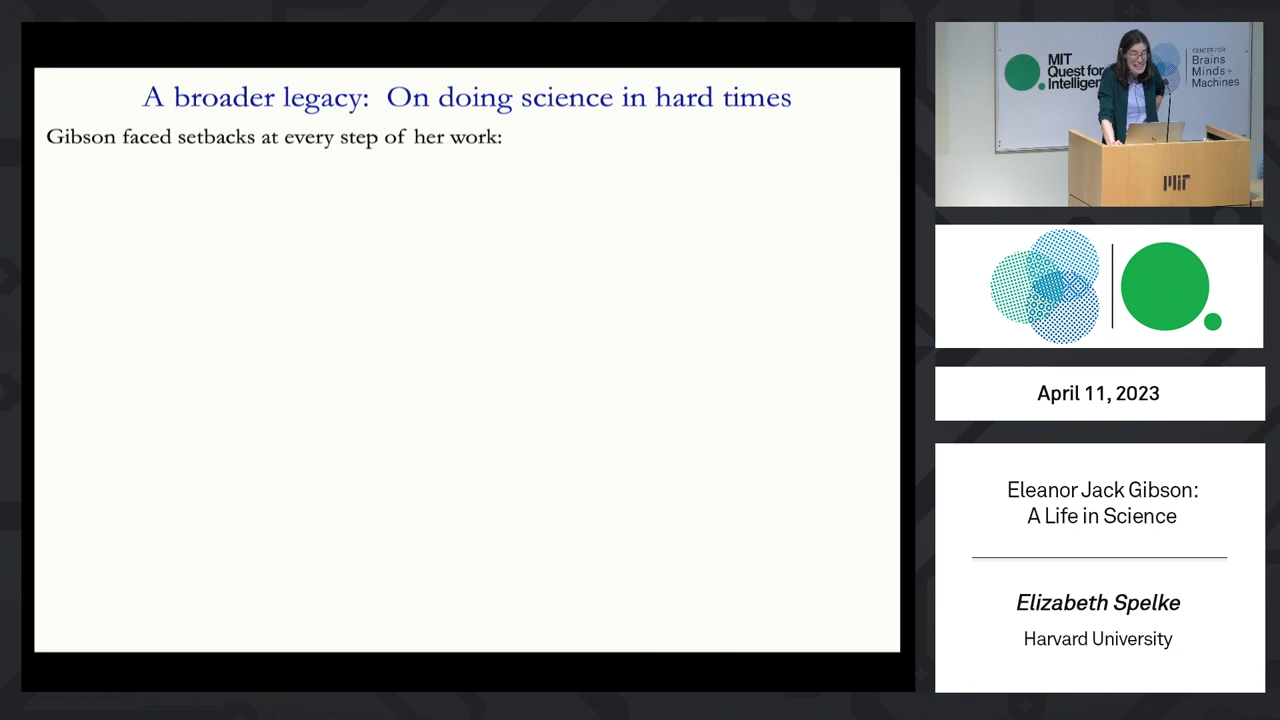 A broader legacy: On doing science in hard times
Gibson faced setbacks at every step of her work:
MIT
Quest for
Intelligen
CENTER FOR
Brains
Minds+
Machines
MIT
April 11, 2023
Eleanor Jack Gibson:
A Life in Science
Elizabeth Spelke
Harvard University